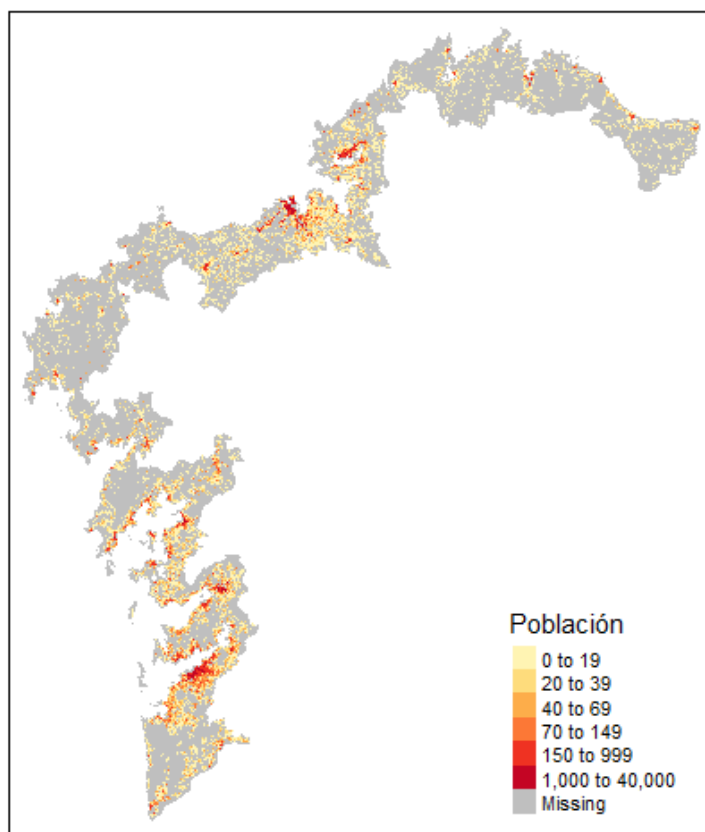 Población
0 to 19
20 to 39
40 to 69
70 to 149
150 to 999
1,000 to 40,000
Missing